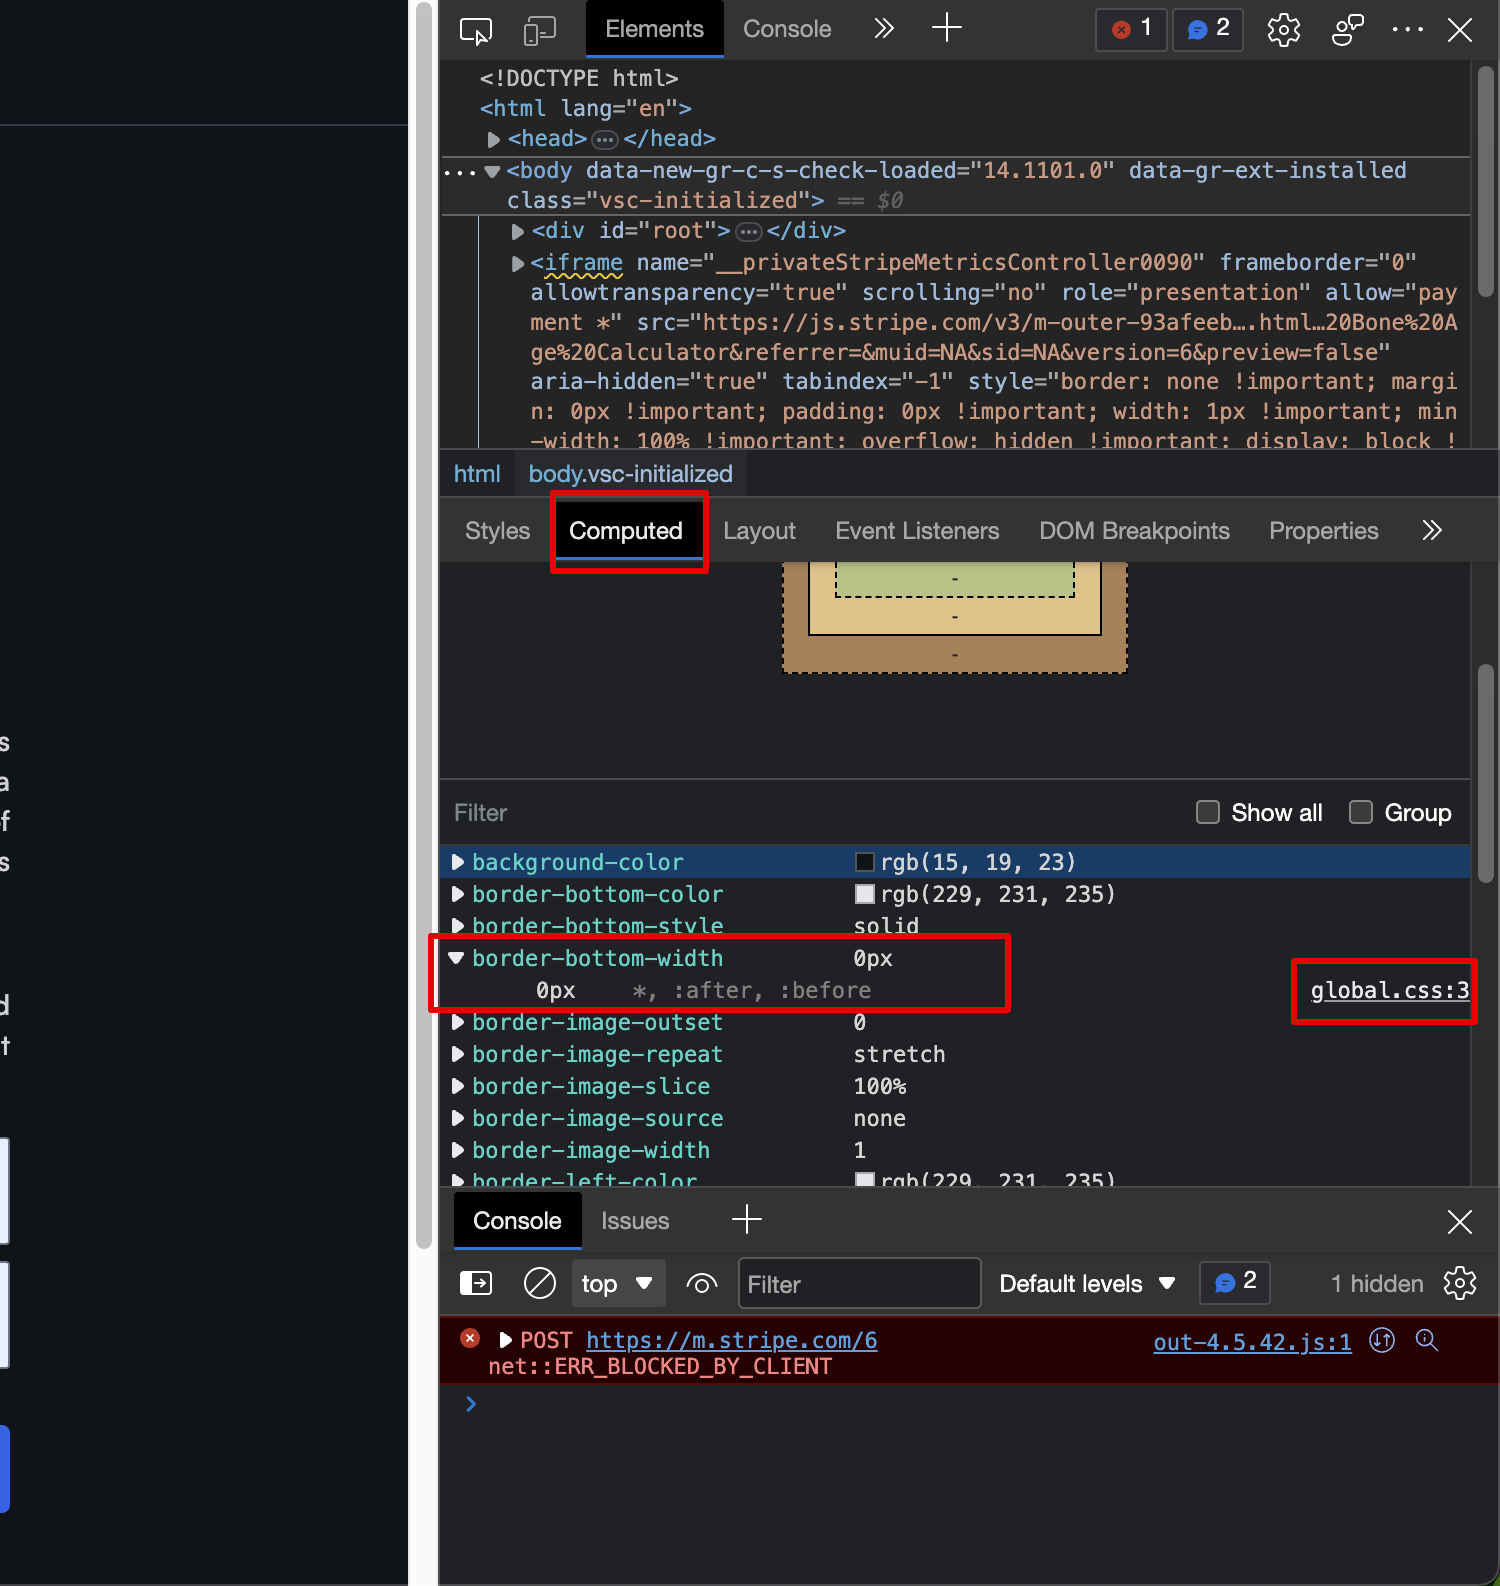 Elements Console 1 2
<!DOCTYPE html>
<html lang="en">
<head>…</head>
…<body data-new-gr-c-s-check-loaded="14.1101.0" data-gr-ext-installed
class="vsc-initialized"> == $0
<div id="root">…</div>
<iframe name="__privateStripeMetricsController0090" frameborder="0"
allowtransparency="true" scrolling="no" role="presentation" allow="pay
ment *" src="https://js.stripe.com/v3/m-outer-93afeeb….html…20Bone%20A
ge%20Calculator&referrer=&muid=NA&sid=NA&version=6&preview=false"
aria-hidden="true" tabindex="-1" style="border: none !important; margi
n: 0px !important; padding: 0px !important; width: 1px !important; min
-width: 100% !important; overflow: hidden !important; display: block !
html body.vsc-initialized
Styles Computed Layout Event Listeners DOM Breakpoints Properties
-
-
-
s
a
f
s
Filter Show all Group
background-color rgb(15, 19, 23)
border-bottom-color rgb(229, 231, 235)
border-bottom-style solid
border-bottom-width 0px
0px *, :after, :before global.css:3
d
border-image-outset 0
t
border-image-repeat stretch
border-image-slice 100%
border-image-source none
border-image-width 1
border-left-color rgb(229, 231, 235)
Console Issues
top Filter Default levels 2 1 hidden
POST https://m.stripe.com/6 out-4.5.42.js:1
net::ERR_BLOCKED_BY_CLIENT